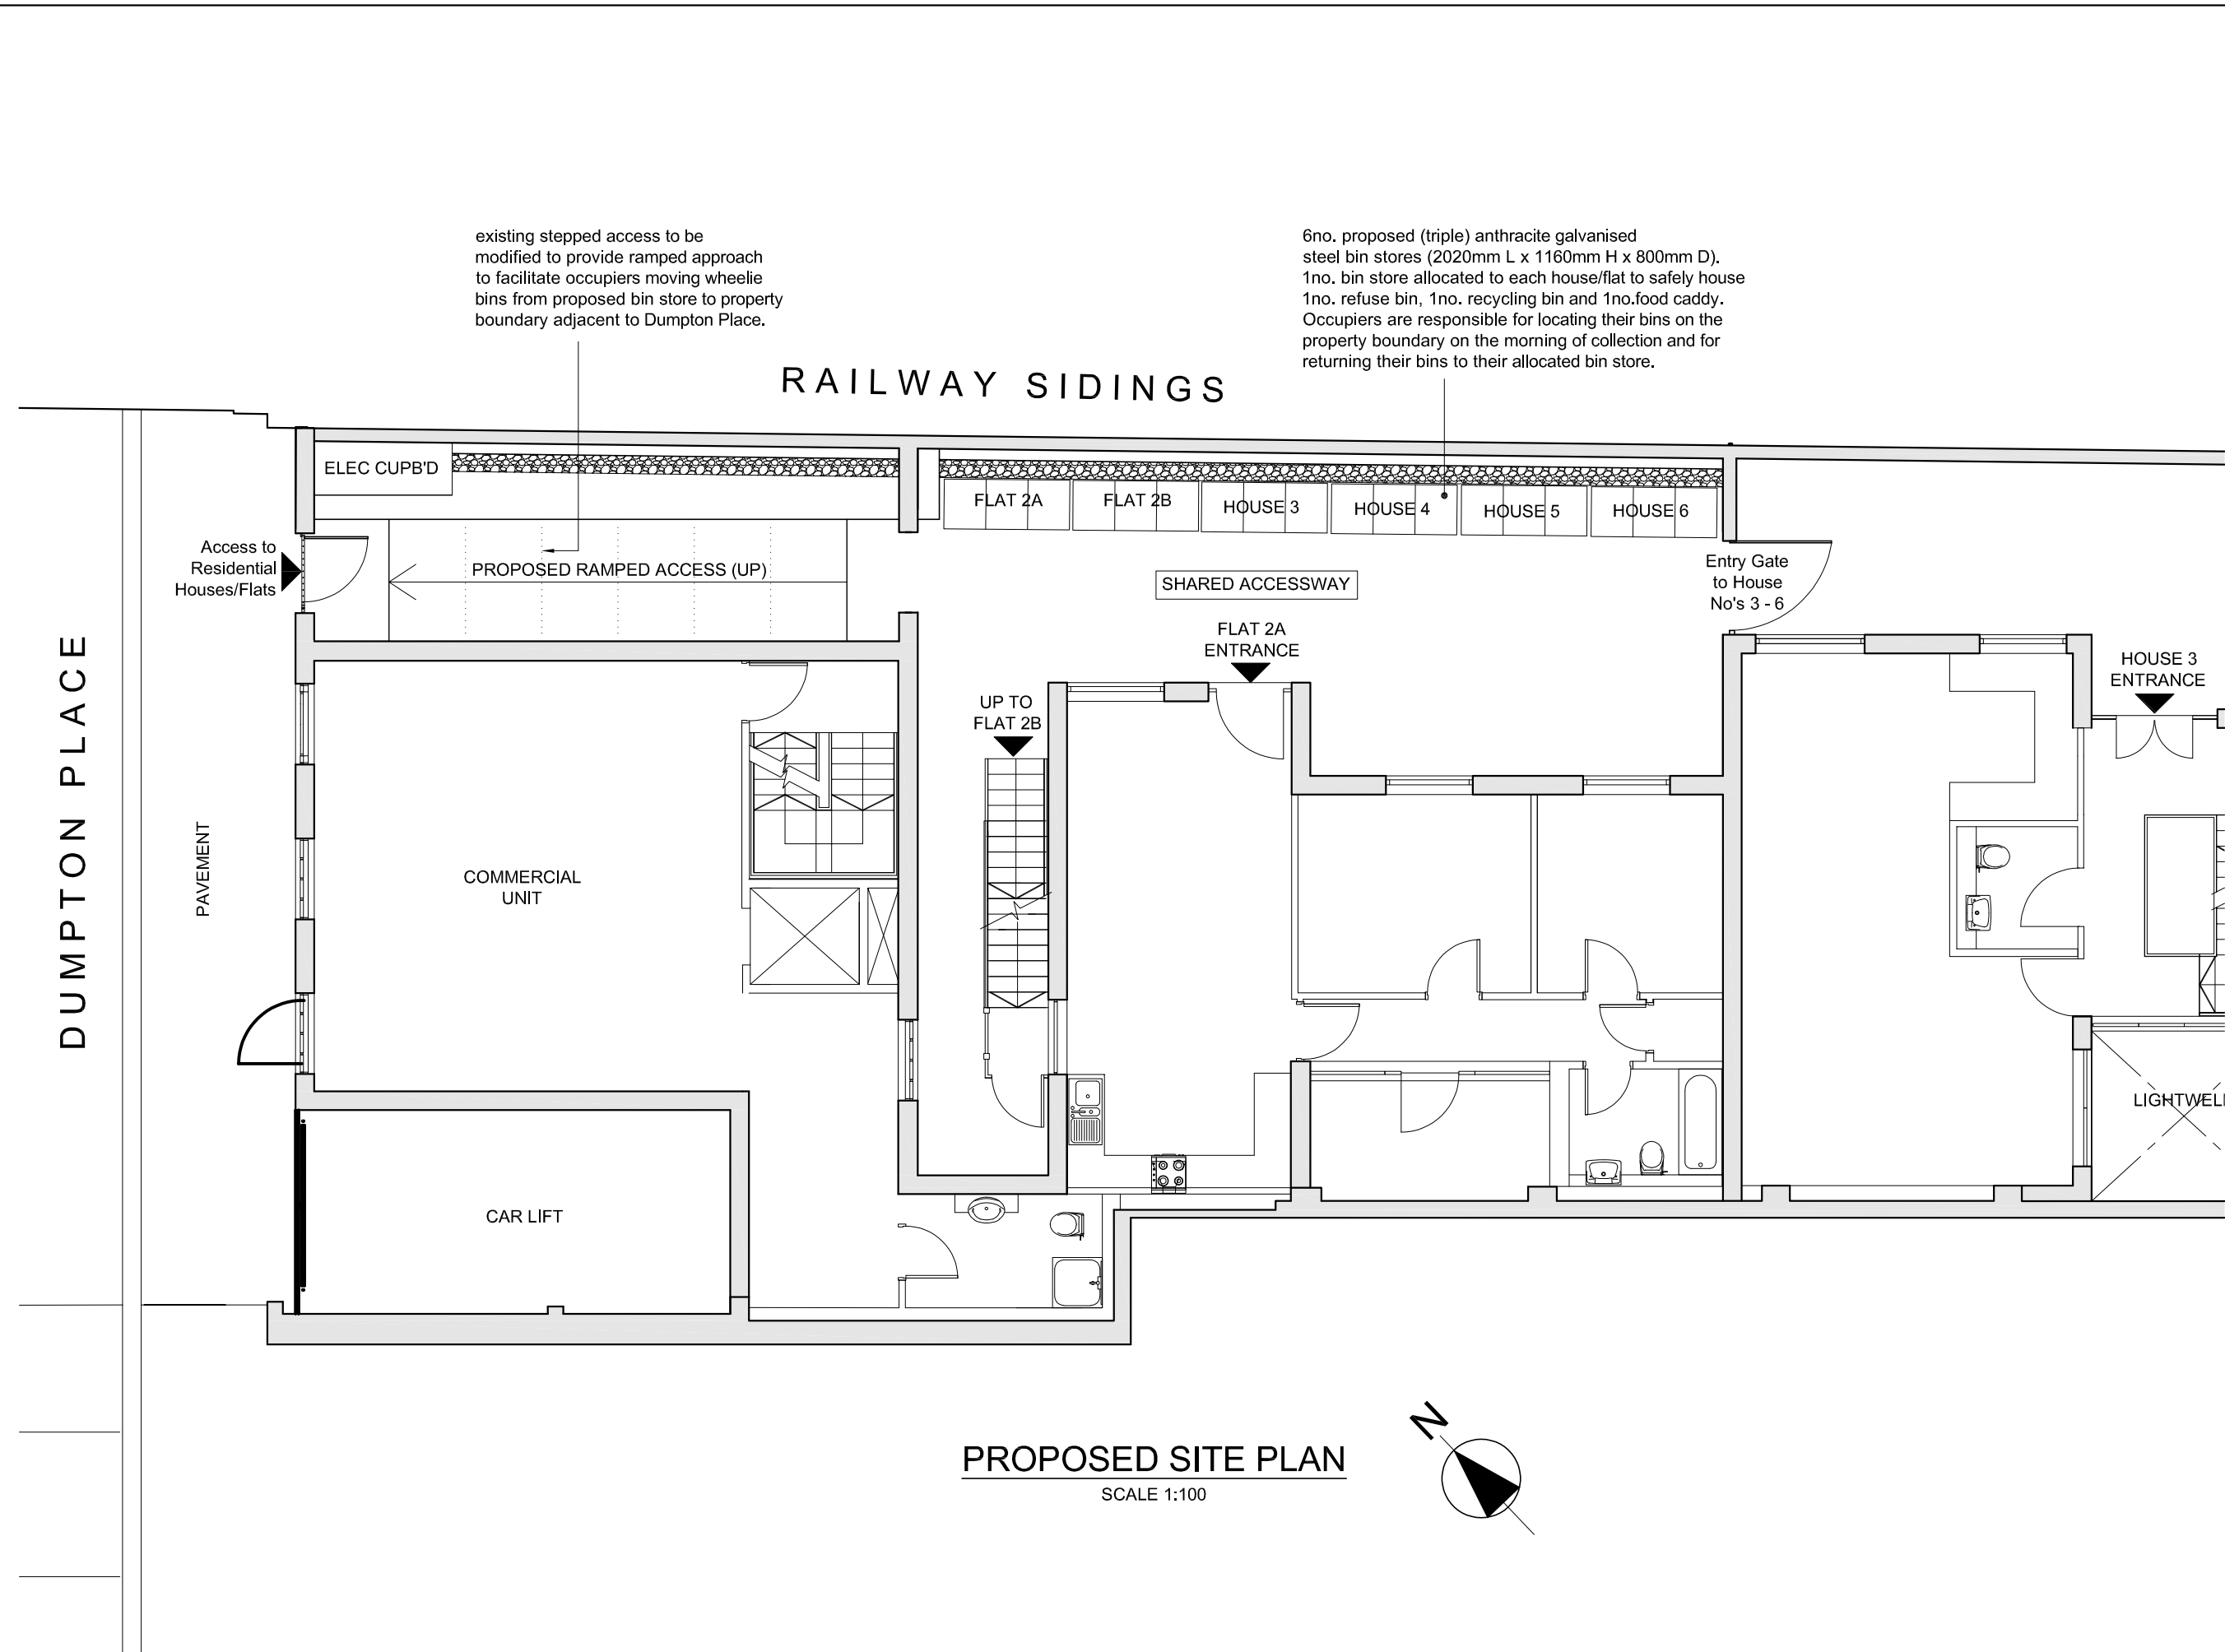 existing stepped access to be
modified to provide ramped approach
to facilitate occupiers moving wheelie
bins from proposed bin store to property
boundary adjacent to Dumpton Place.
6no. proposed (triple) anthracite galvanised
steel bin stores (2020mm L x 1160mm H x 800mm D).
1no. bin store allocated to each house/flat to safely house
1no. refuse bin, 1no. recycling bin and 1no.food caddy.
Occupiers are responsible for locating their bins on the
property boundary on the morning of collection and for
returning their bins to their allocated bin store.
RAILWAY SIDINGS
ELEC CUPB'D
FLAT 2A
FLAT 2B
HOUSE 3
HOUSE 4
HOUSE 5
HOUSE 6
Access to
Residential
Houses/Flats
PROPOSED RAMPED ACCESS (UP)
SHARED ACCESSWAY
Entry Gate
to House
No's 3 - 6
FLAT 2A
ENTRANCE
HOUSE 3
ENTRANCE
UP TO
FLAT 2B
DUMPTON PLACE
PAVEMENT
COMMERCIAL
UNIT
LIGHTWELL
CAR LIFT
N
PROPOSED SITE PLAN
SCALE 1:100